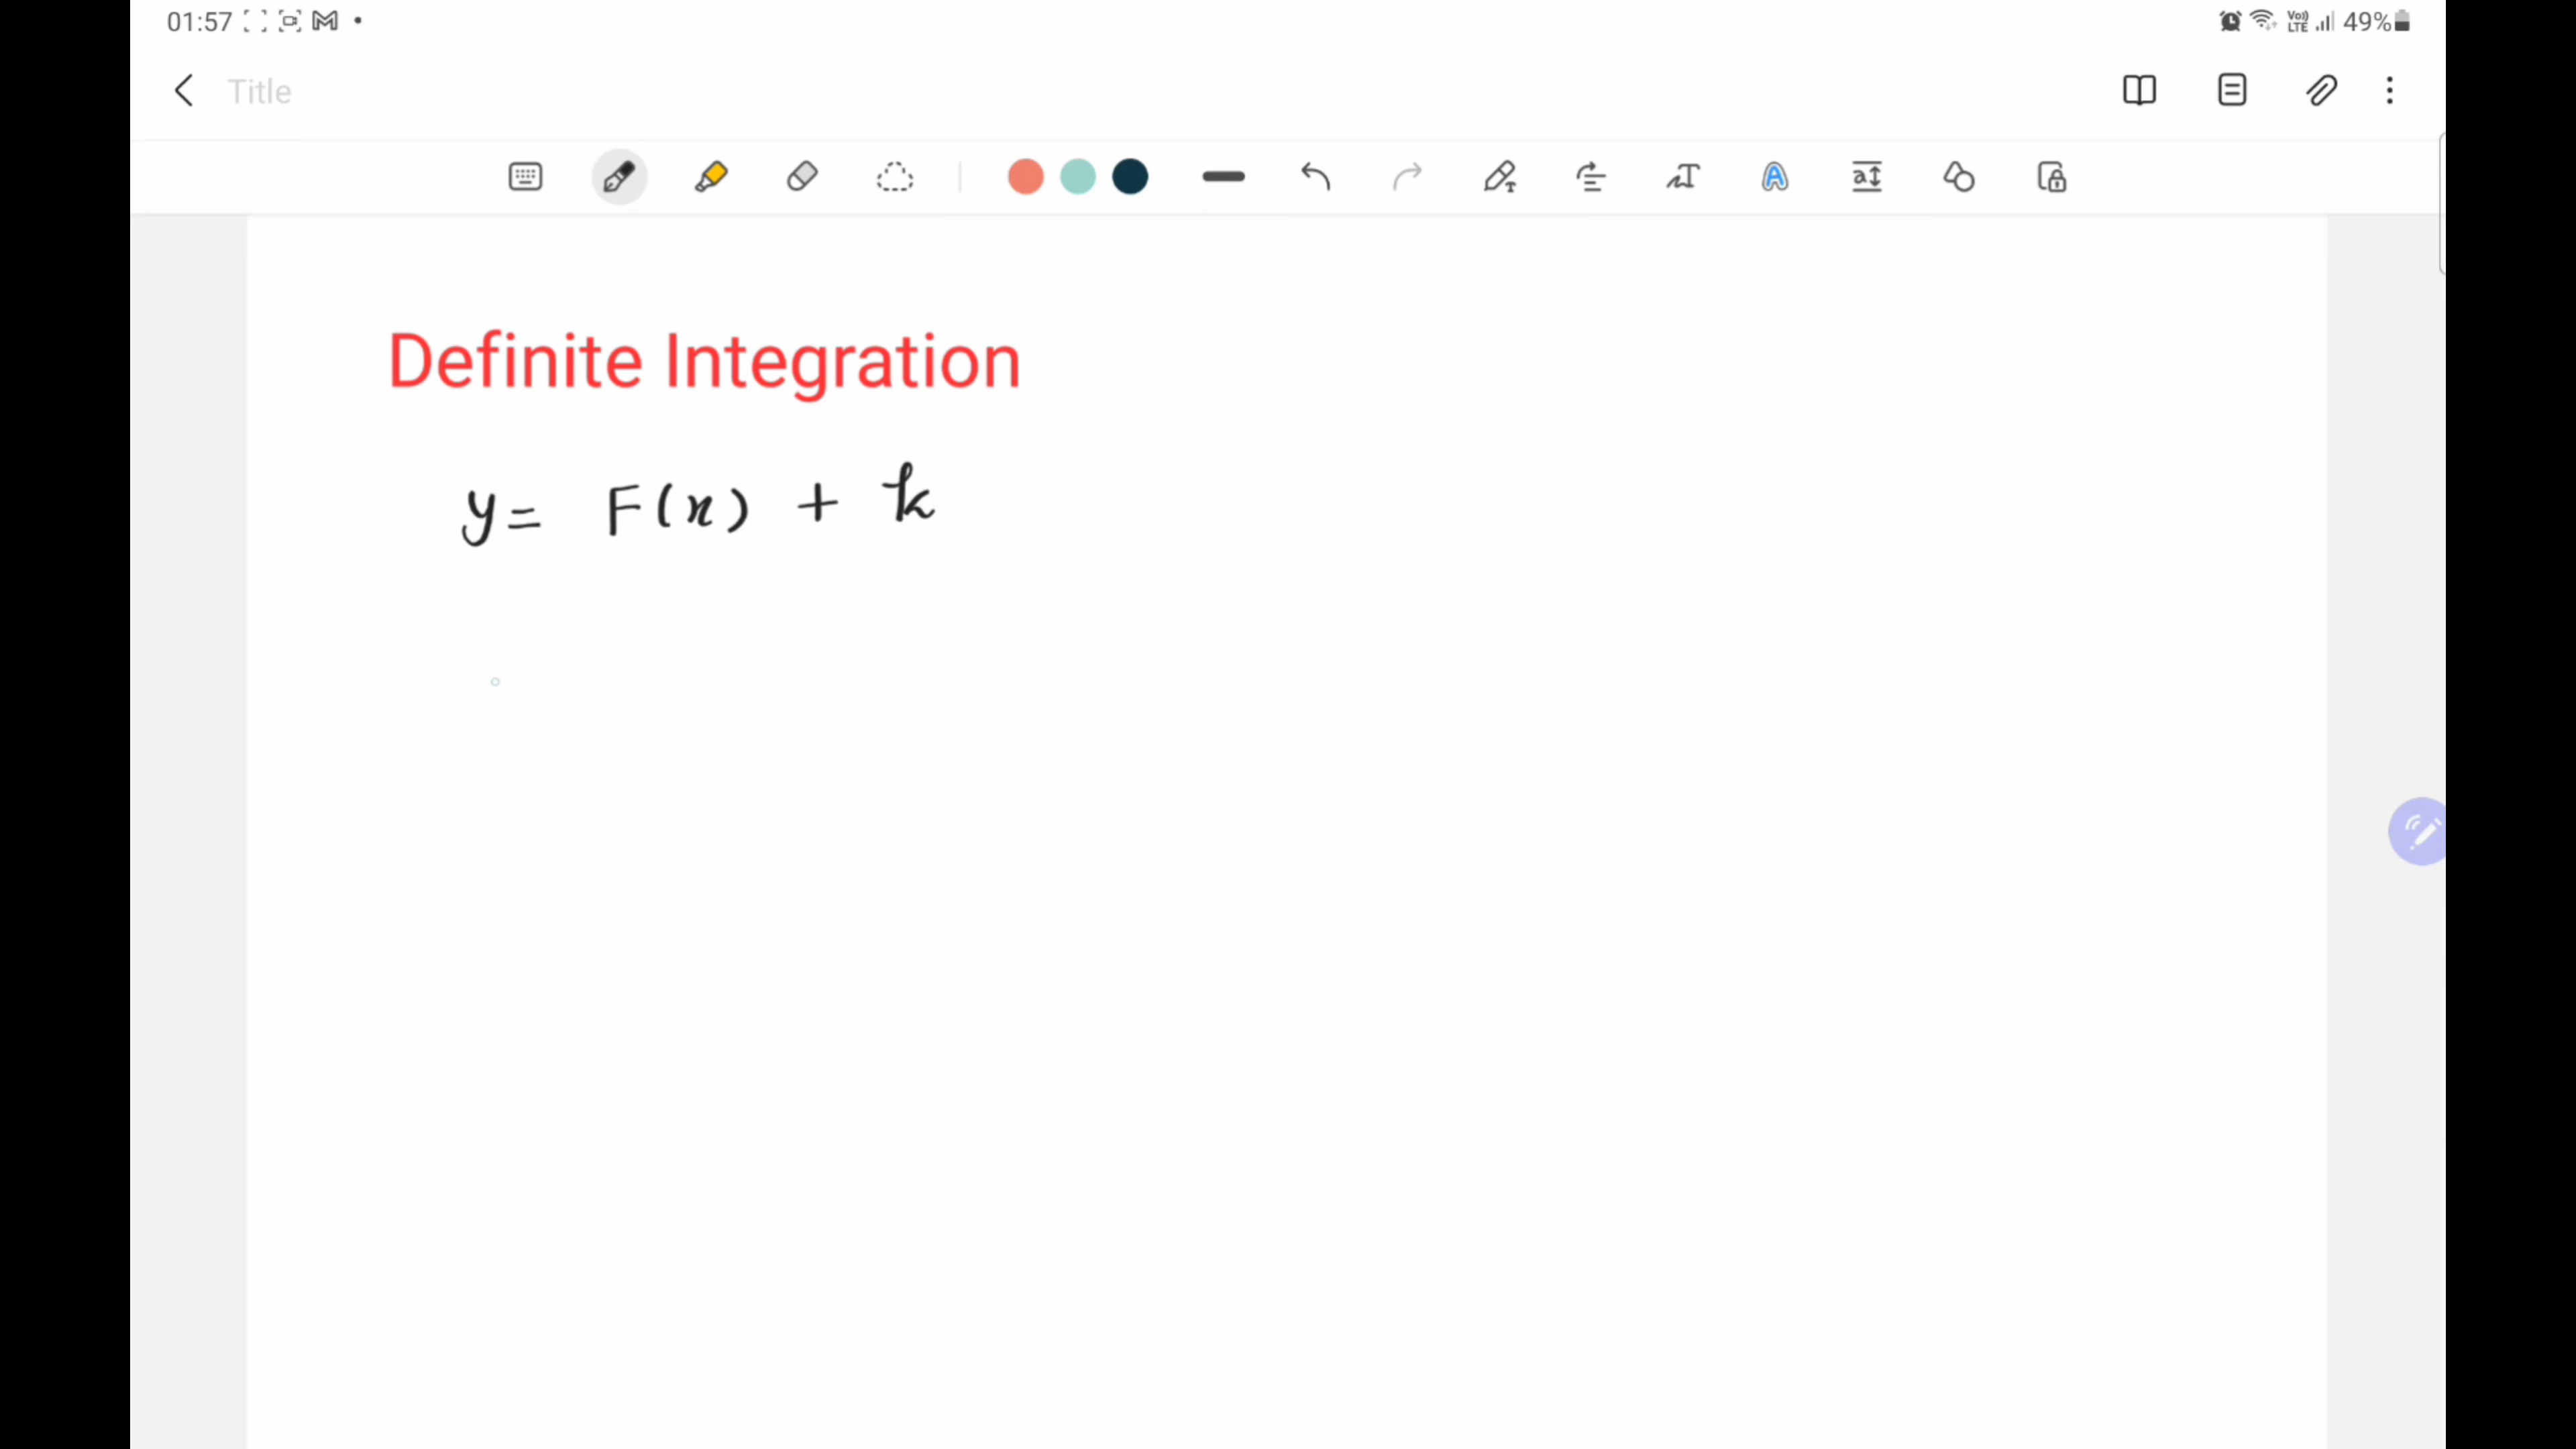 01:57
49%
Title
Definite Integration
y = F(x) + k